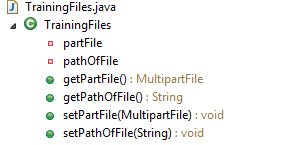 TrainingFiles.java
TrainingFiles
partFile
pathOfFile
getPartFile() : MultipartFile
getPathOfFile() : String
setPartFile(MultipartFile) : void
setPathOfFile(String) : void